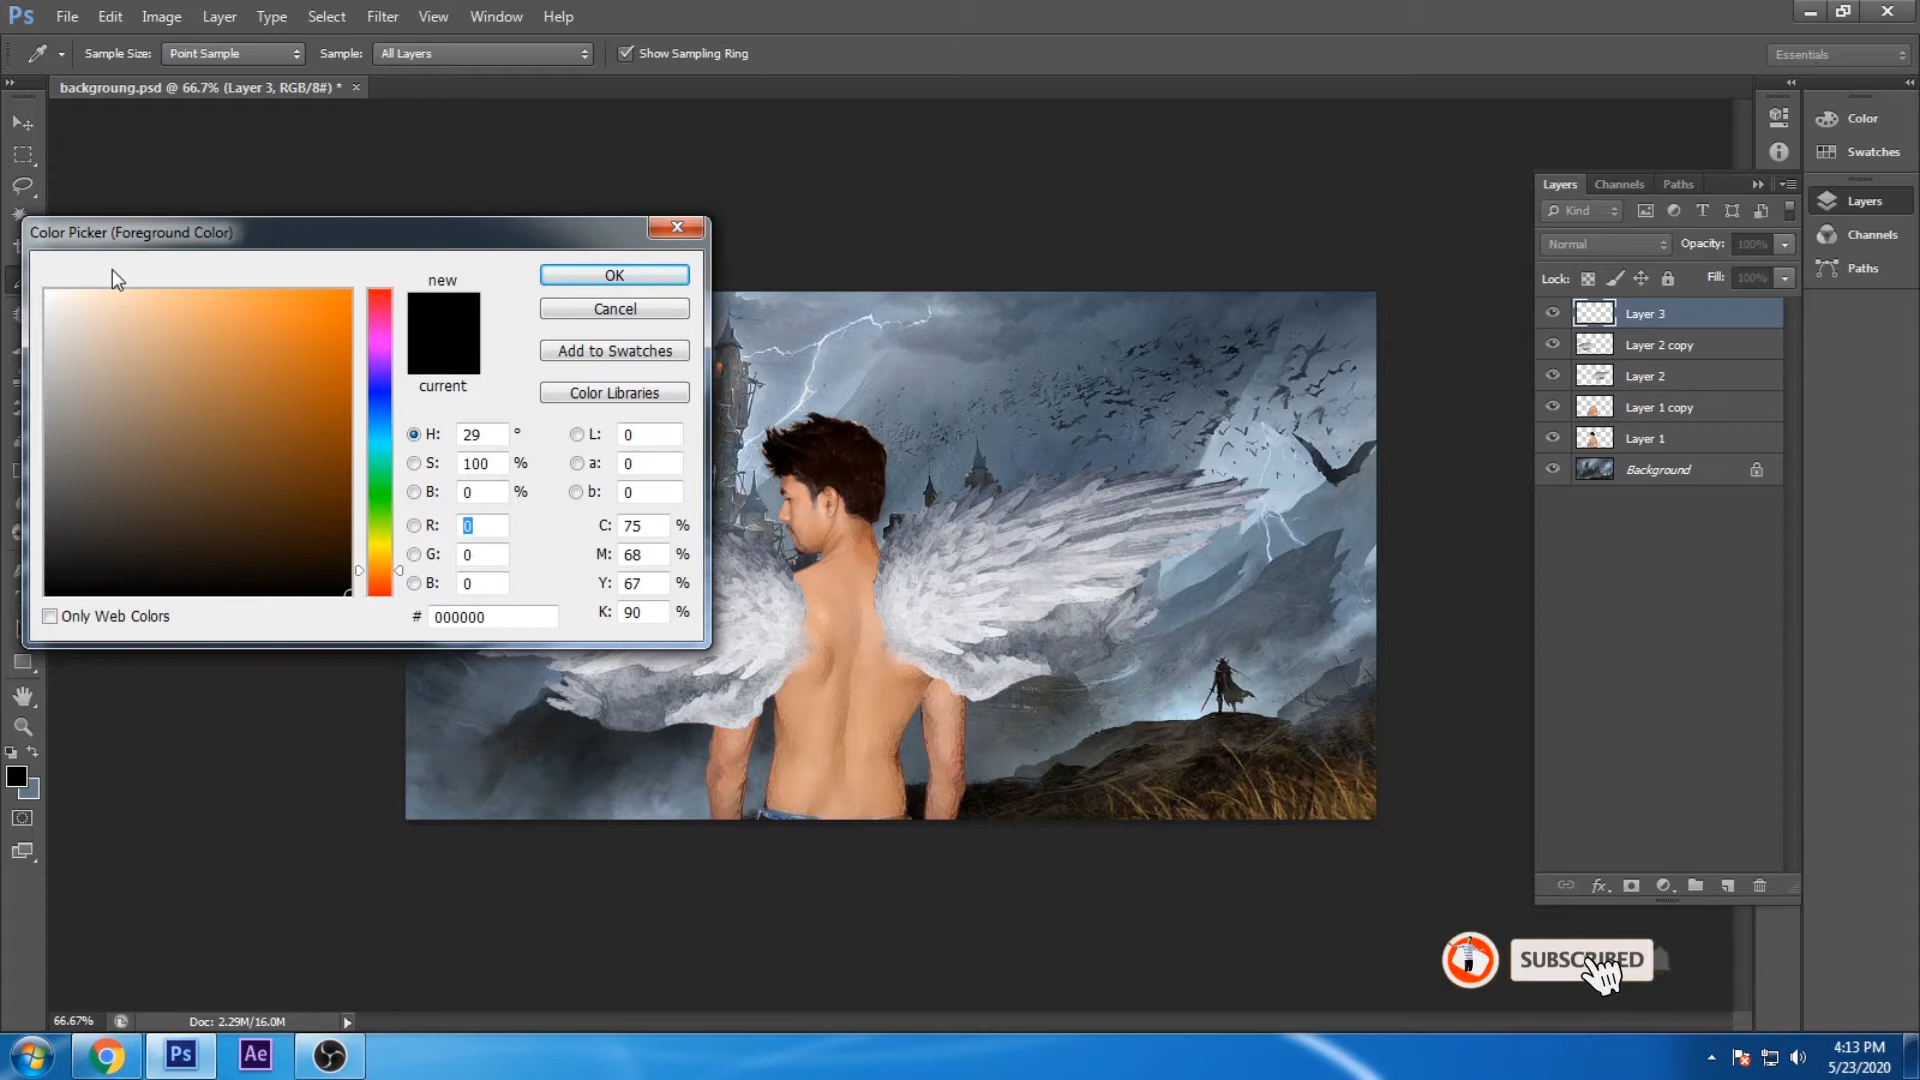 Ps File Edit Image Layer Type Select Filter View Window Help
Sample Size: Point Sample Sample: All Layers Show Sampling Ring Essentials
backgroung.psd @ 66.7% (Layer 3, RGB/8#) * ×
Color
Swatches
Layers
Channels
Paths
Layers Channels Paths
Kind
Normal Opacity: 100%
Lock: Fill: 100%
Layer 3
Layer 2 copy
Layer 2
Layer 1 copy
Layer 1
Background
Color Picker (Foreground Color)
new
current
OK
Cancel
Add to Swatches
Color Libraries
H: 29 ° L: 0
S: 100 % a: 0
B: 0 % b: 0
R: 0 C: 75 %
G: 0 M: 68 %
B: 0 Y: 67 %
# 000000 K: 90 %
Only Web Colors
SUBSCRIBED
66.67% Doc: 2.29M/16.0M
Ps Ae
4:13 PM
5/23/2020